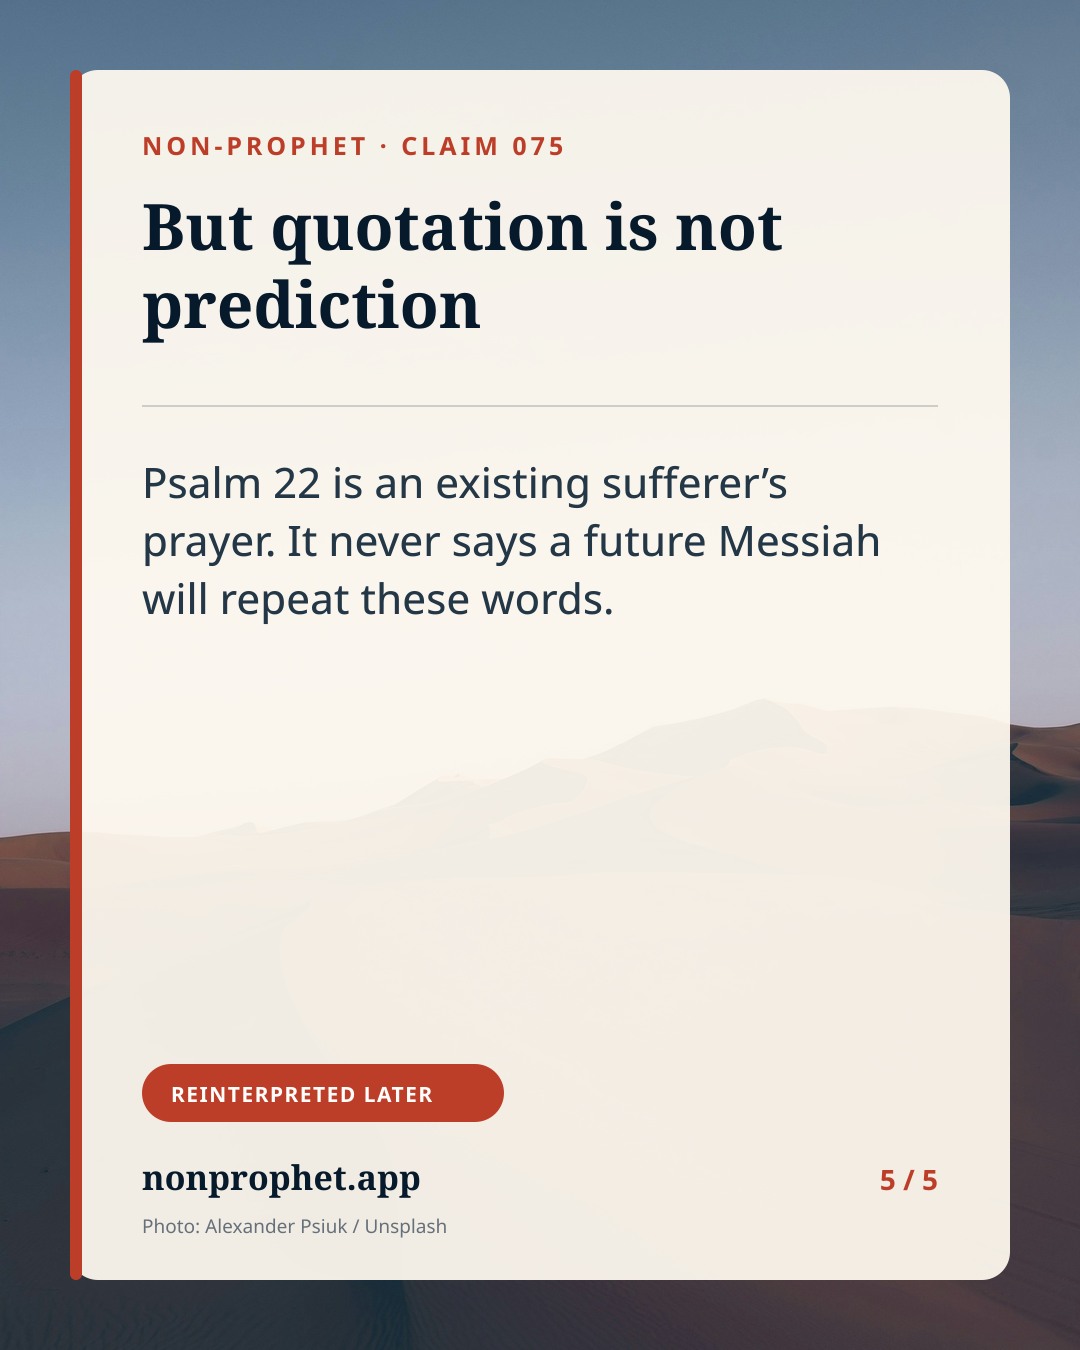 NON-PROPHET · CLAIM 075
But quotation is not
prediction
Psalm 22 is an existing sufferer’s
prayer. It never says a future Messiah
will repeat these words.
REINTERPRETED LATER
nonprophet.app
5 / 5
Photo: Alexander Psiuk / Unsplash